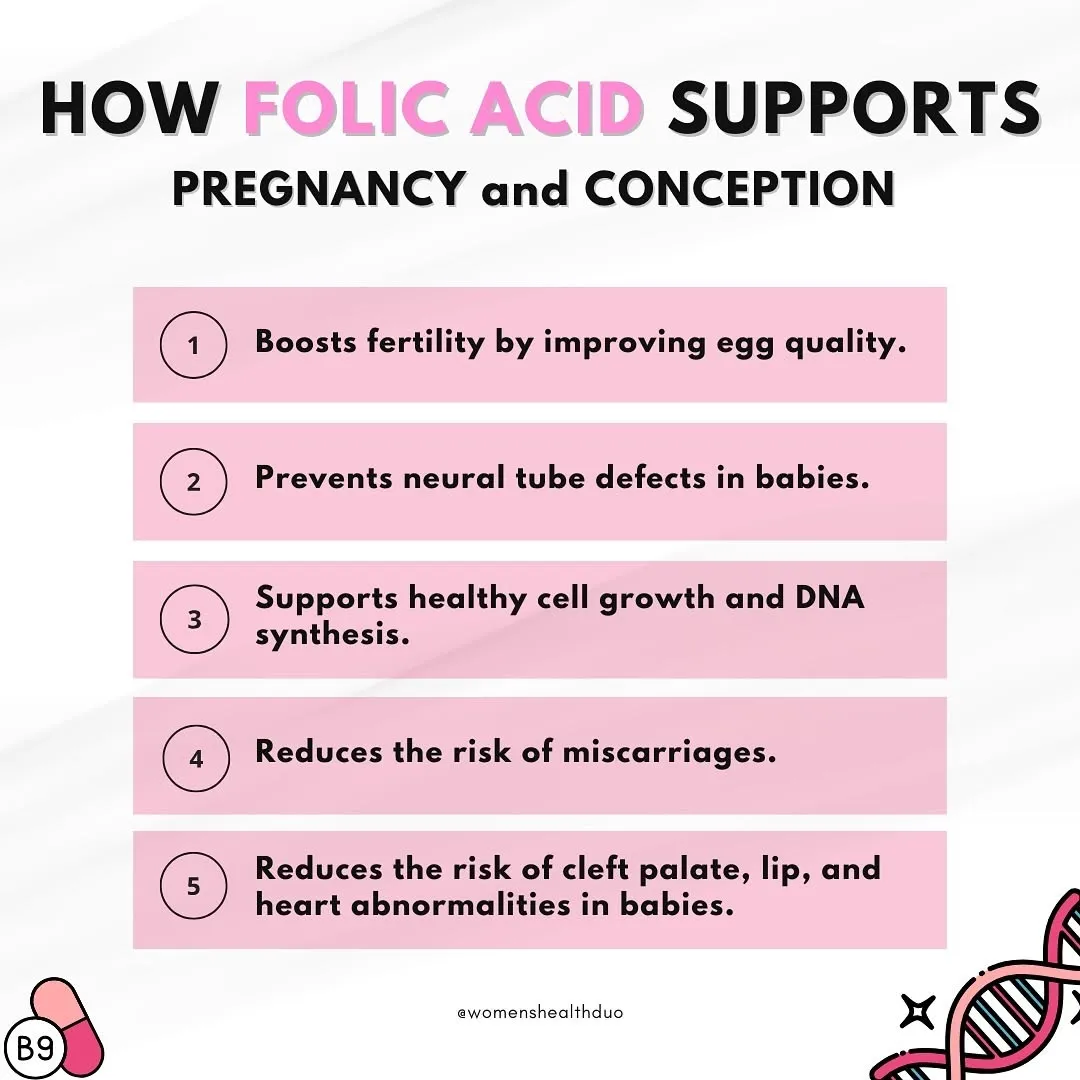 HOW FOLIC ACID SUPPORTS
PREGNANCY and CONCEPTION
1 Boosts fertility by improving egg quality.
2 Prevents neural tube defects in babies.
3 Supports healthy cell growth and DNA
synthesis.
4 Reduces the risk of miscarriages.
5 Reduces the risk of cleft palate, lip, and
heart abnormalities in babies.
@womenshealthduo
B9